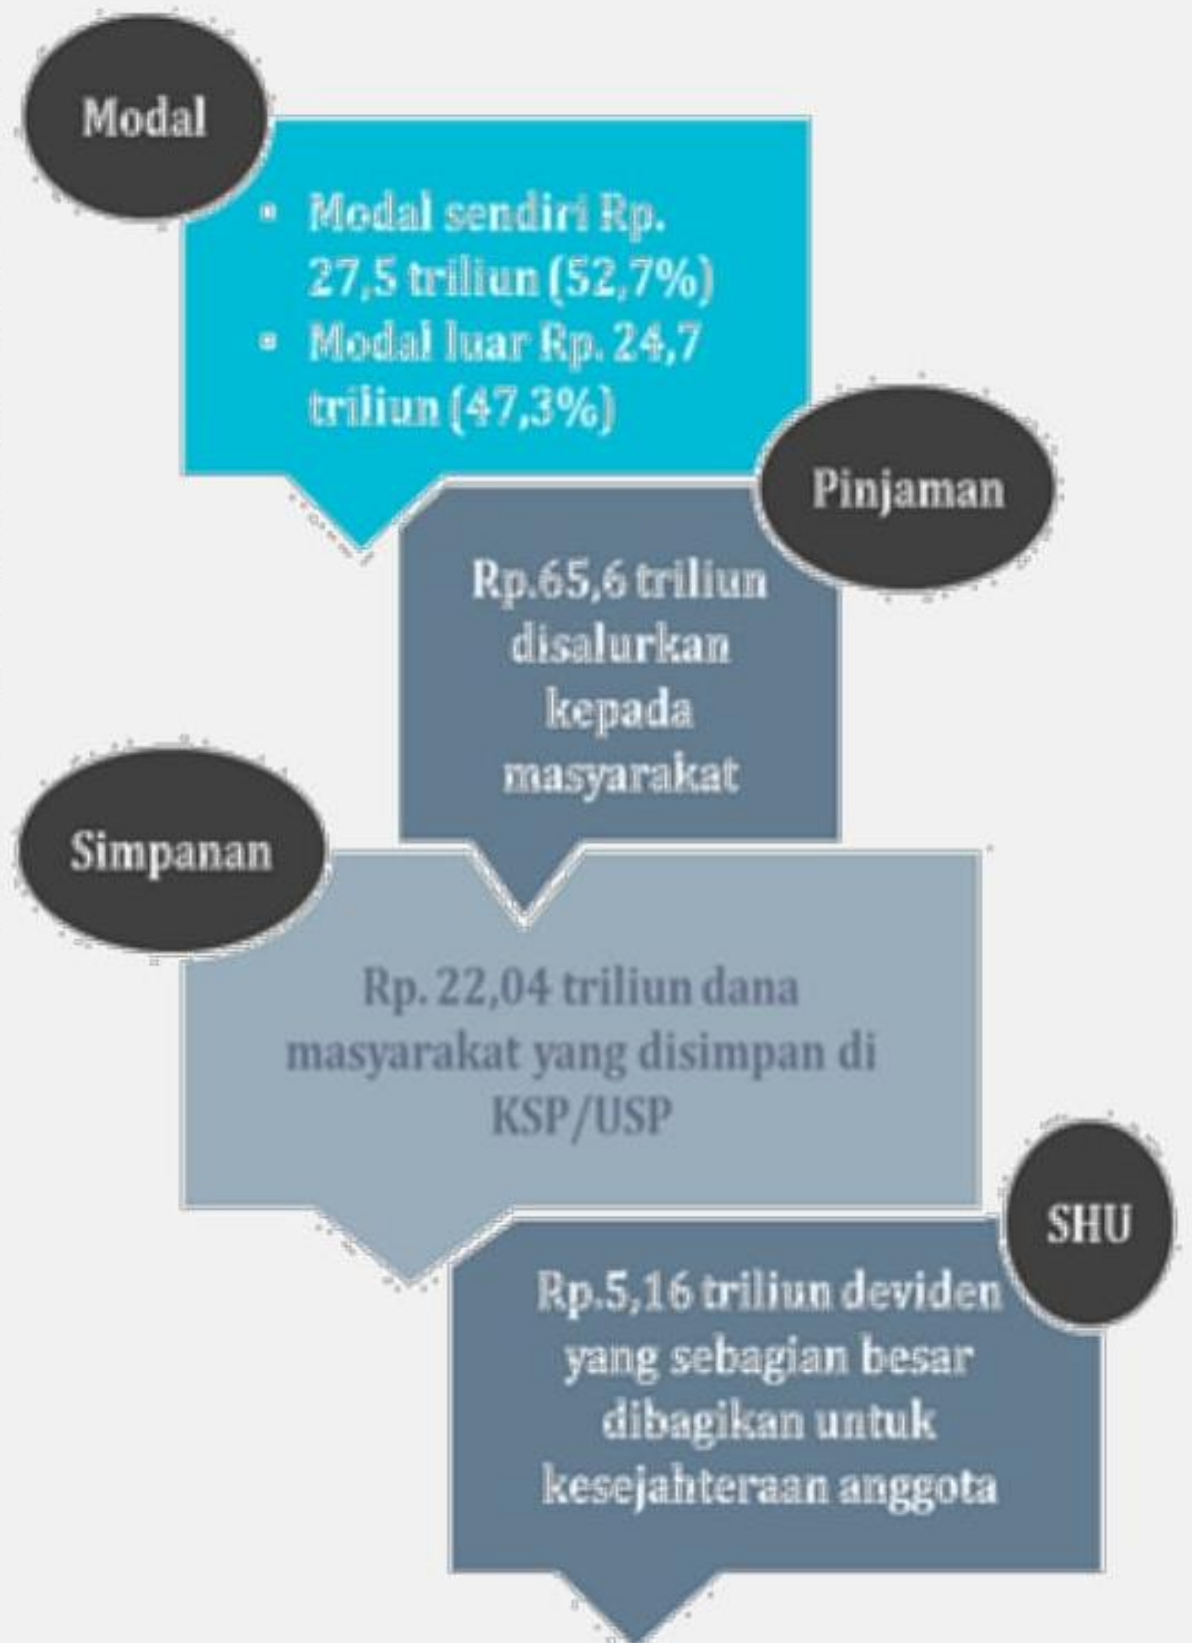 Modal
• Modal sendiri Rp.
27,5 triliun (52,7%)
• Modal luar Rp. 24,7
triliun (47,3%)
Pinjaman
Rp.65,6 triliun
disalurkan
kepada
masyarakat
Simpanan
Rp. 22,04 triliun dana
masyarakat yang disimpan di
KSP/USP
SHU
Rp.5,16 triliun deviden
yang sebagian besar
dibagikan untuk
kesejahteraan anggota